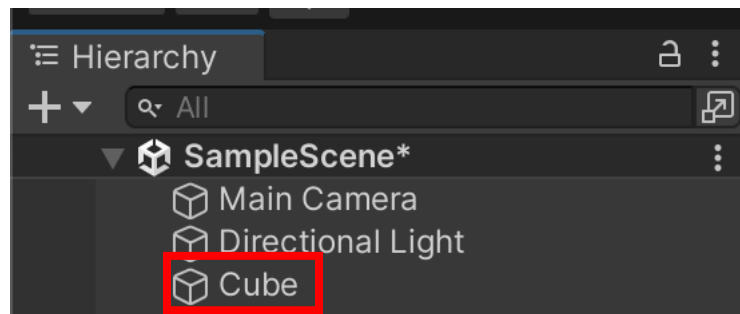 Hierarchy
All
SampleScene*
Main Camera
Directional Light
Cube